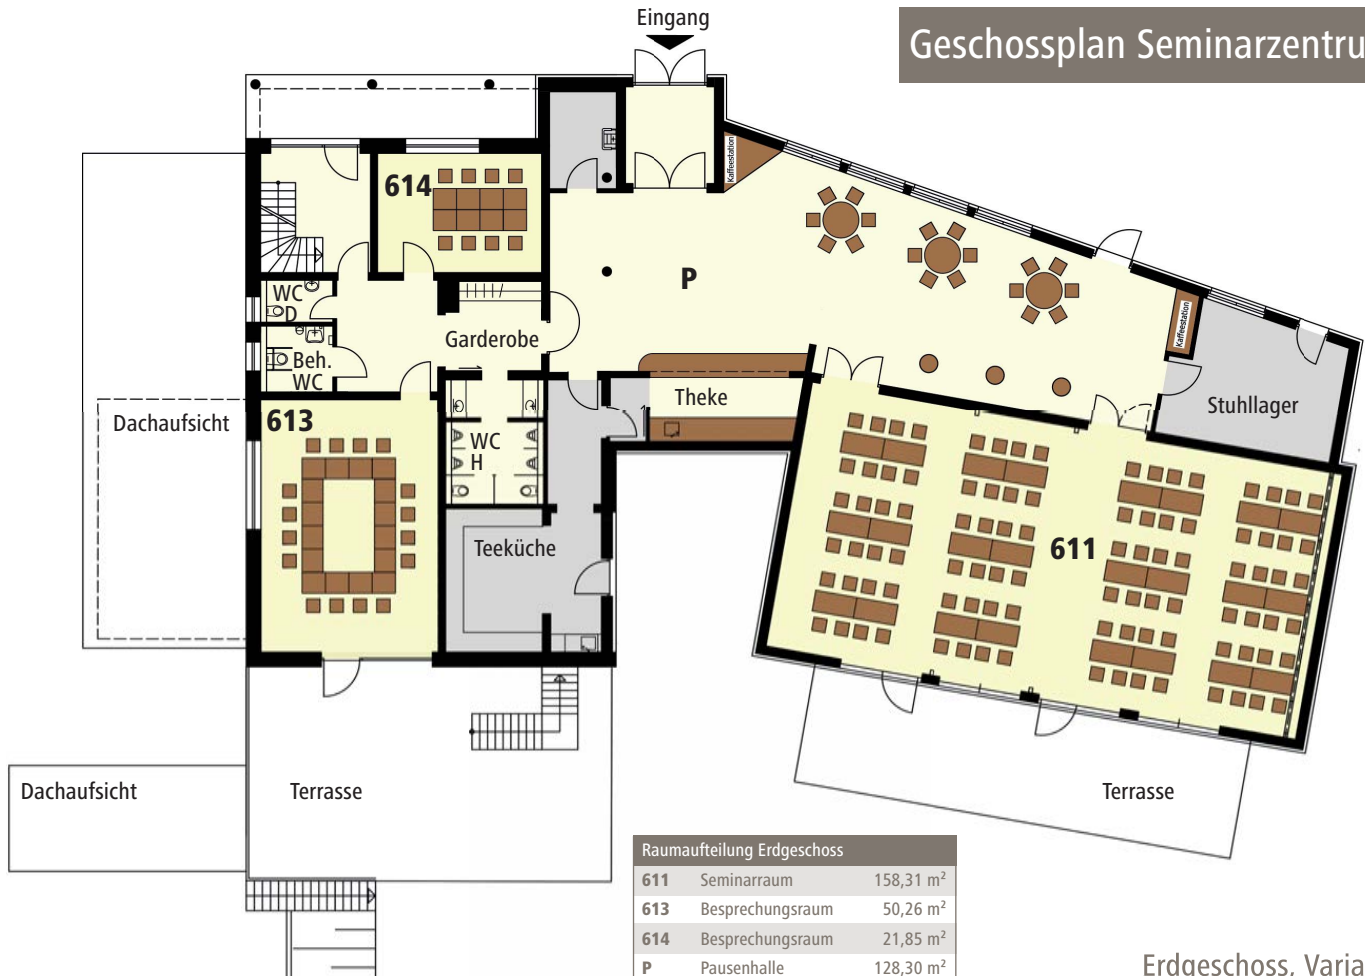 Eingang
Geschossplan Seminarzentru
Kaffeestation
614
P
WC
D
Garderobe
Kaffeestation
Beh.
WC
Theke
Stuhllager
Dachaufsicht
613
WC
H
Teeküche
611
Dachaufsicht
Terrasse
Terrasse
Raumaufteilung Erdgeschoss
611 Seminarraum 158,31 m²
613 Besprechungsraum 50,26 m²
614 Besprechungsraum 21,85 m²
P Pausenhalle 128,30 m²
Erdgeschoss, Varia